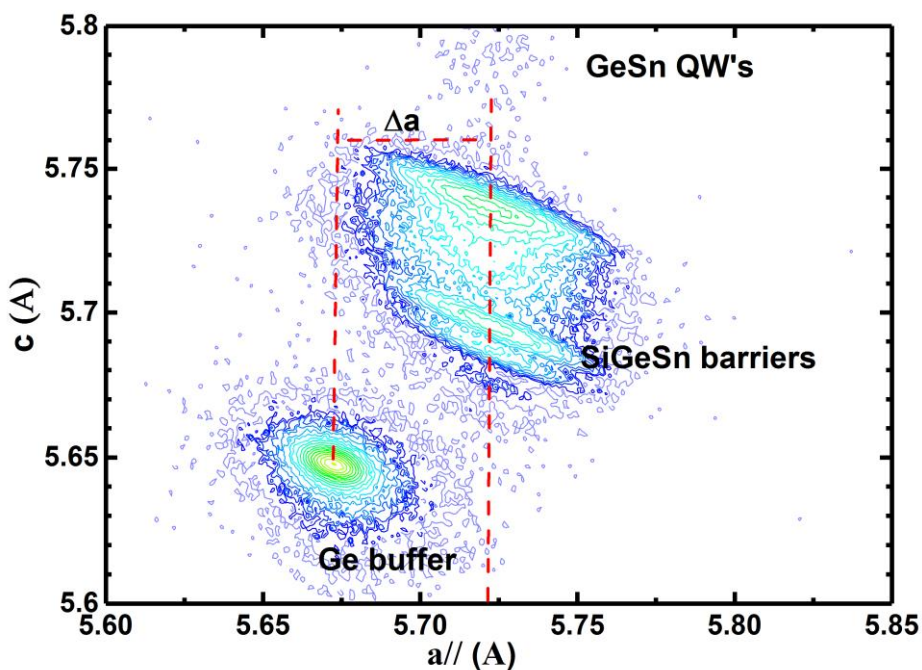 5.8
GeSn QW's
Δa
5.75
c (A)
5.7
SiGeSn barriers
5.65
Ge buffer
5.6
5.60
5.65
5.70
5.75
5.80
5.85
a// (A)